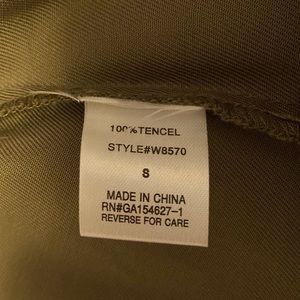 100%TENCEL
STYLE#W8570
S
MADE IN CHINA
RN#GA154627-1
REVERSE FOR CARE